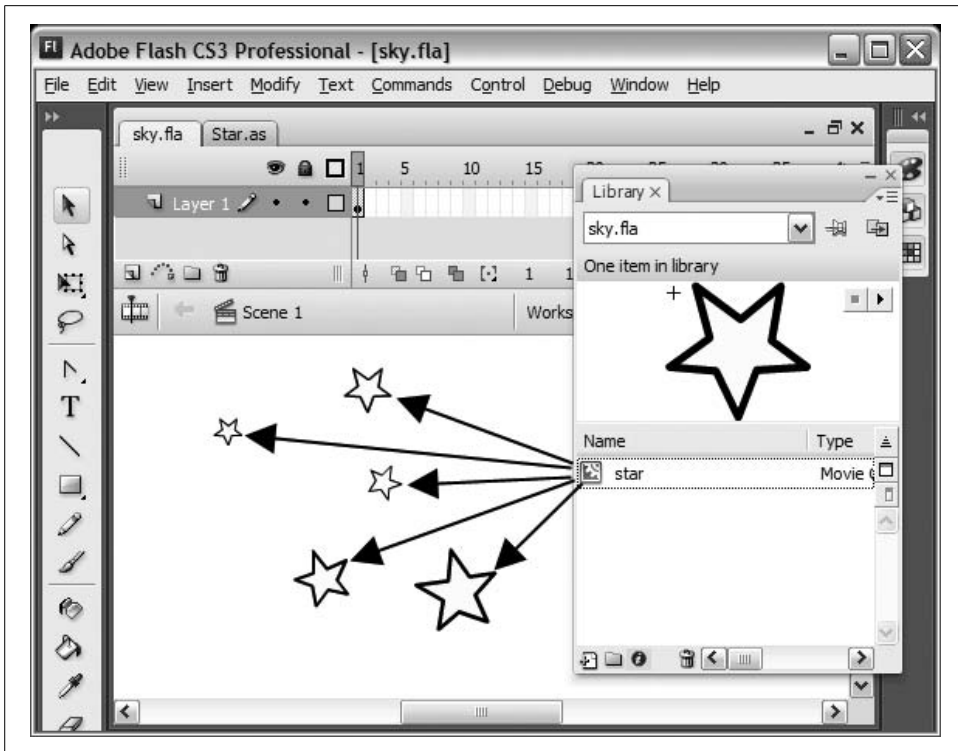 Fl Adobe Flash CS3 Professional - [sky.fla]
File Edit View Insert Modify Text Commands Control Debug Window Help
sky.fla Star.as
1 5 10 15
Layer 1
1
Scene 1
Works
Library
sky.fla
One item in library
Name Type
star Movie
T